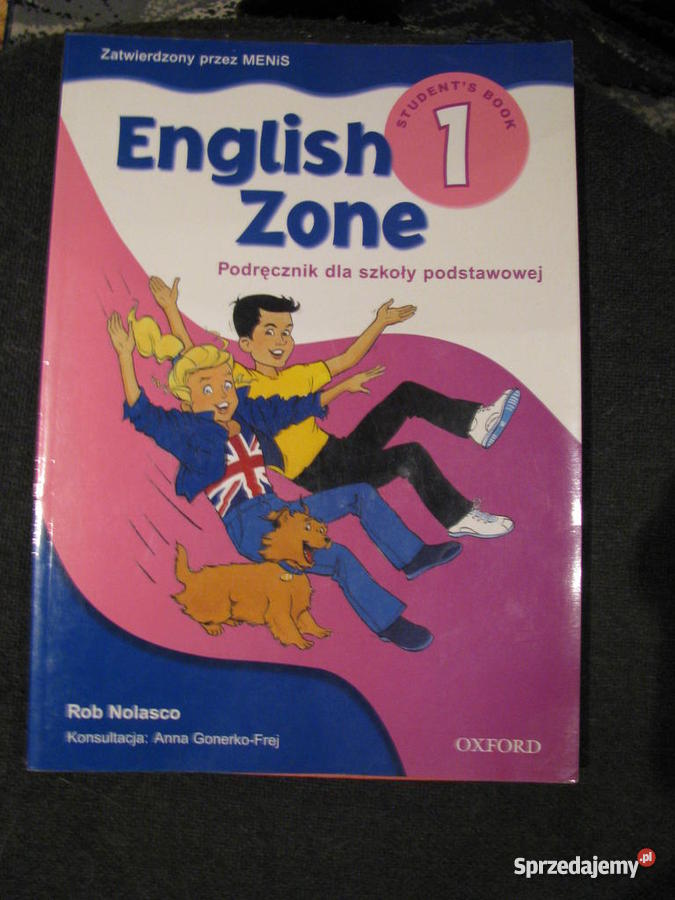 Zatwierdzony przez MENiS
STUDENT'S BOOK
1
English
Zone
Podręcznik dla szkoły podstawowej
Rob Nolasco
Konsultacja: Anna Gonerko-Frej
OXFORD
Sprzedajemy.pl